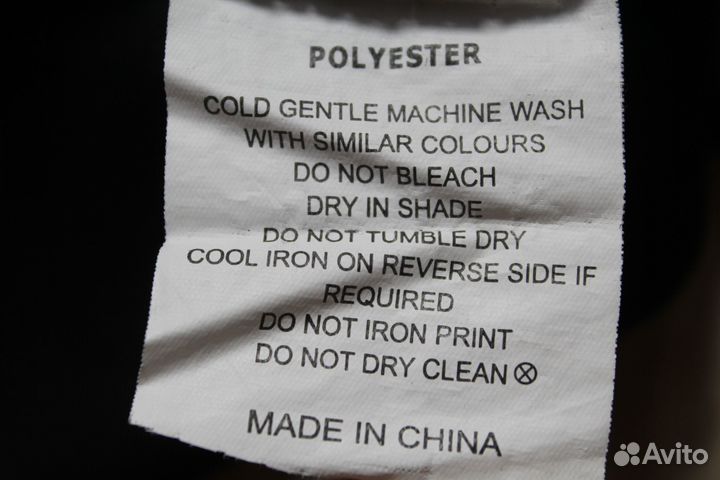 POLYESTER
COLD GENTLE MACHINE WASH
WITH SIMILAR COLOURS
DO NOT BLEACH
DRY IN SHADE
DO NOT TUMBLE DRY
COOL IRON ON REVERSE SIDE IF
REQUIRED
DO NOT IRON PRINT
DO NOT DRY CLEAN ⓧ
MADE IN CHINA
Avito